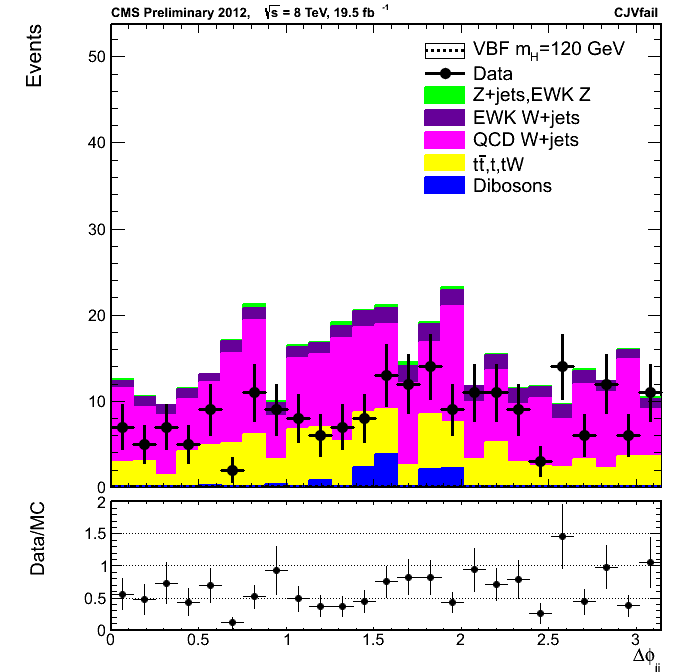 CMS Preliminary 2012, √s = 8 TeV, 19.5 fb⁻¹ CJVfail
Events
50
40
30
20
10
0
VBF m_H=120 GeV
Data
Z+jets,EWK Z
EWK W+jets
QCD W+jets
tt̄,t,tW
Dibosons
Data/MC
2
1.5
1
0.5
0
0 0.5 1 1.5 2 2.5 3
Δϕ_jj